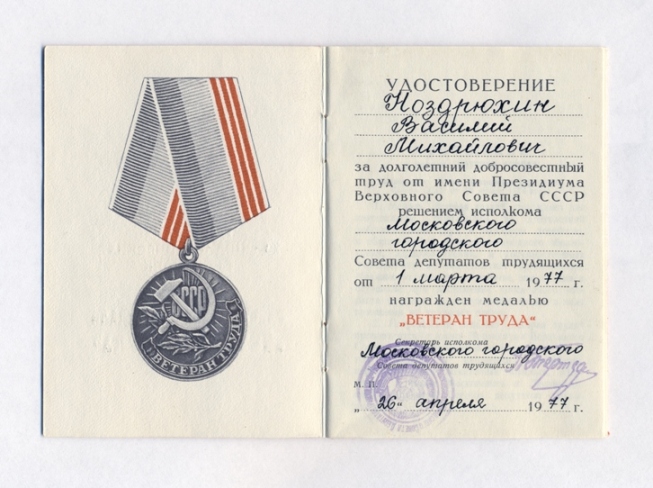 СССР
ВЕТЕРАН ТРУДА
УДОСТОВЕРЕНИЕ
Ноздрюхин
Василий
Михайлович
за долголетний добросовестный
труд от имени Президиума
Верховного Совета СССР
решением исполкома
Московского
городского
Совета депутатов трудящихся
от 1 марта 1977 г.
награжден медалью
„ВЕТЕРАН ТРУДА“
Секретарь исполкома
Московского городского
Совета депутатов трудящихся
М. П.
„26“ апреля 1977 г.